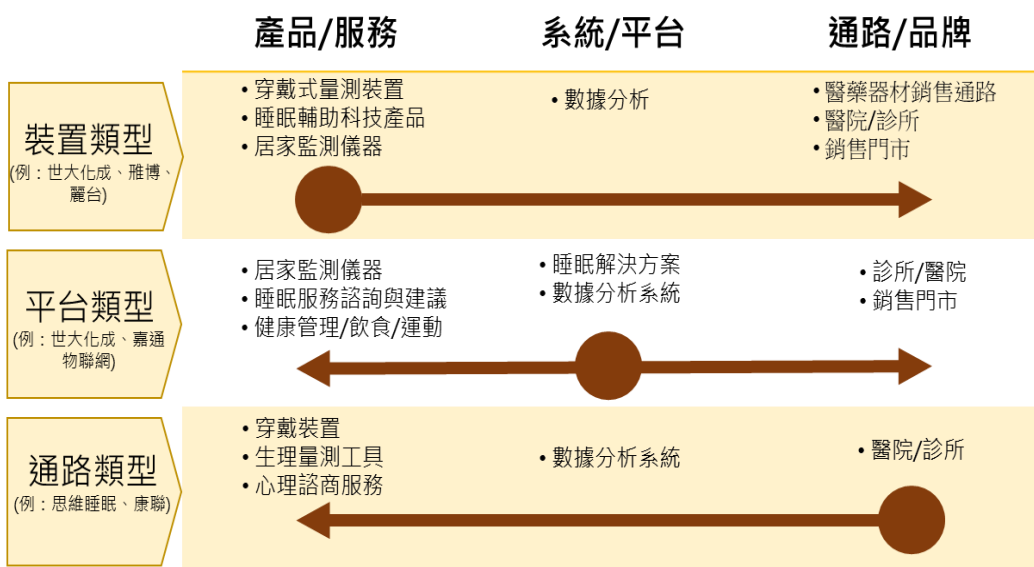 產品/服務
系統/平台
通路/品牌
裝置類型
(例：世大化成、雅博、
麗台)
• 穿戴式量測裝置
• 睡眠輔助科技產品
• 居家監測儀器
• 數據分析
• 醫藥器材銷售通路
• 醫院/診所
• 銷售門市
平台類型
(例：世大化成、嘉通
物聯網)
• 居家監測儀器
• 睡眠服務諮詢與建議
• 健康管理/飲食/運動
• 睡眠解決方案
• 數據分析系統
• 診所/醫院
• 銷售門市
通路類型
(例：思維睡眠、康聯)
• 穿戴裝置
• 生理量測工具
• 心理諮商服務
• 數據分析系統
• 醫院/診所